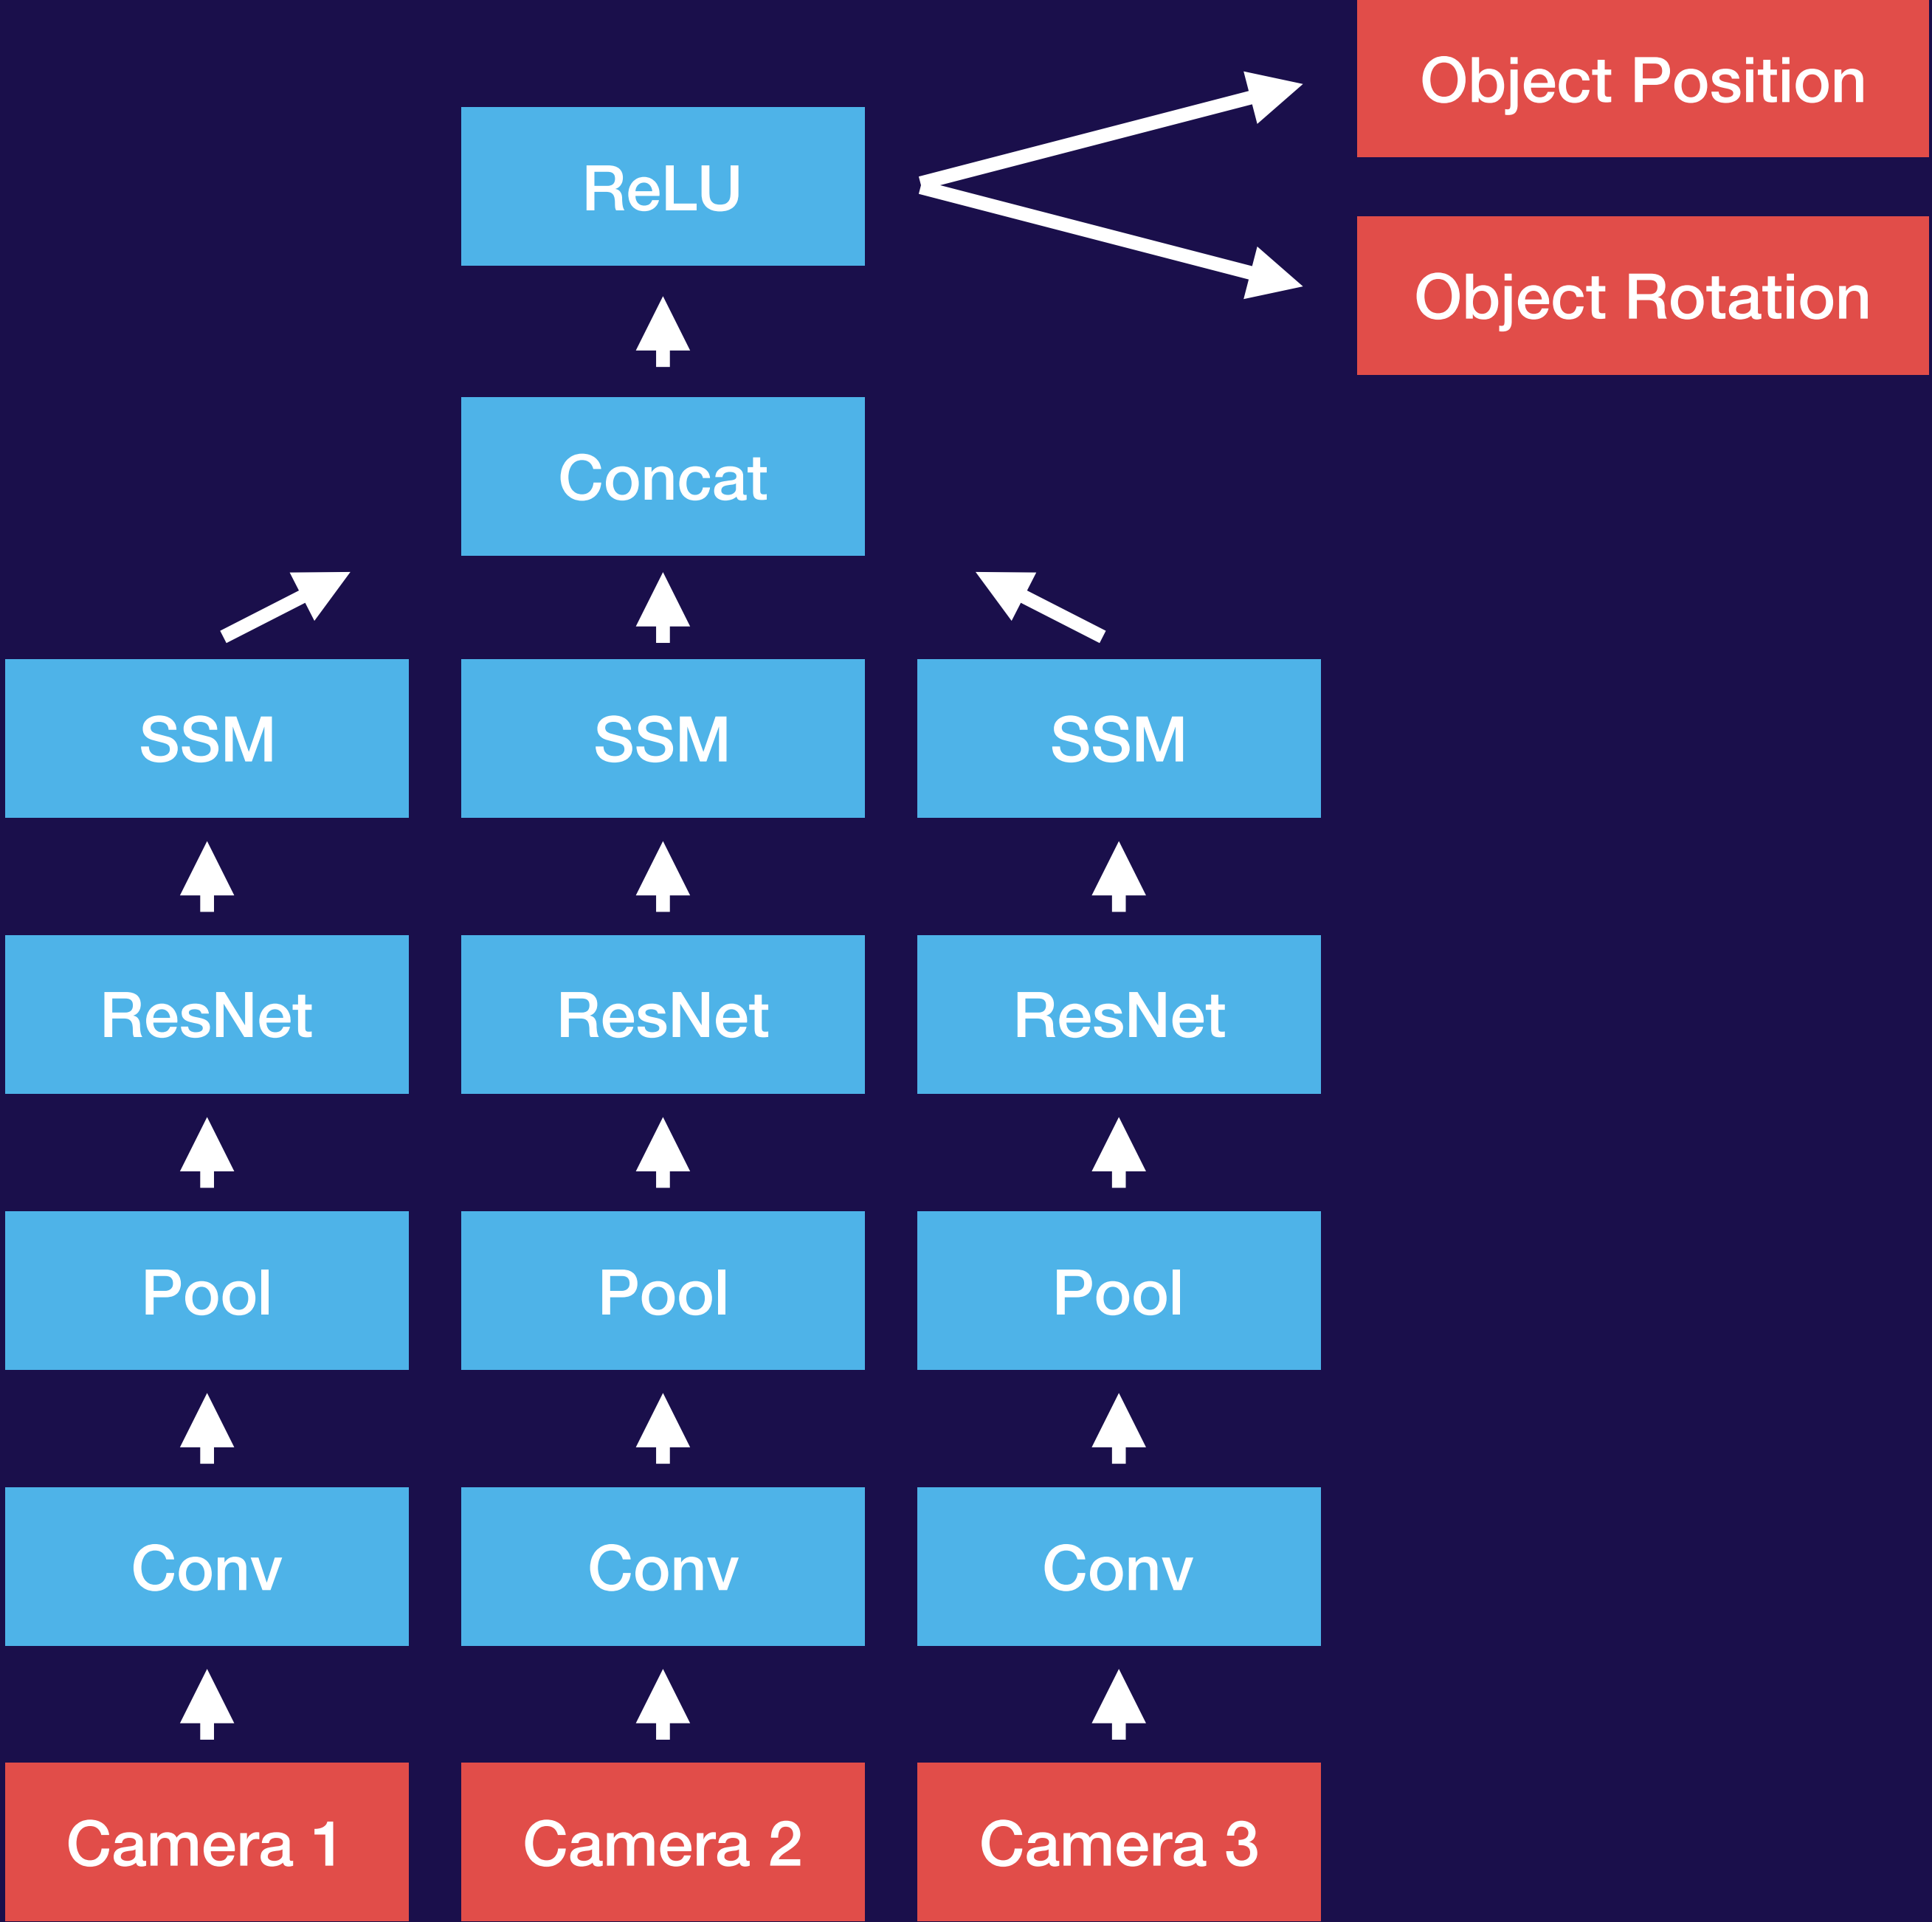 Object Position
ReLU
Object Rotation
Concat
SSM SSM SSM
ResNet ResNet ResNet
Pool Pool Pool
Conv Conv Conv
Camera 1 Camera 2 Camera 3